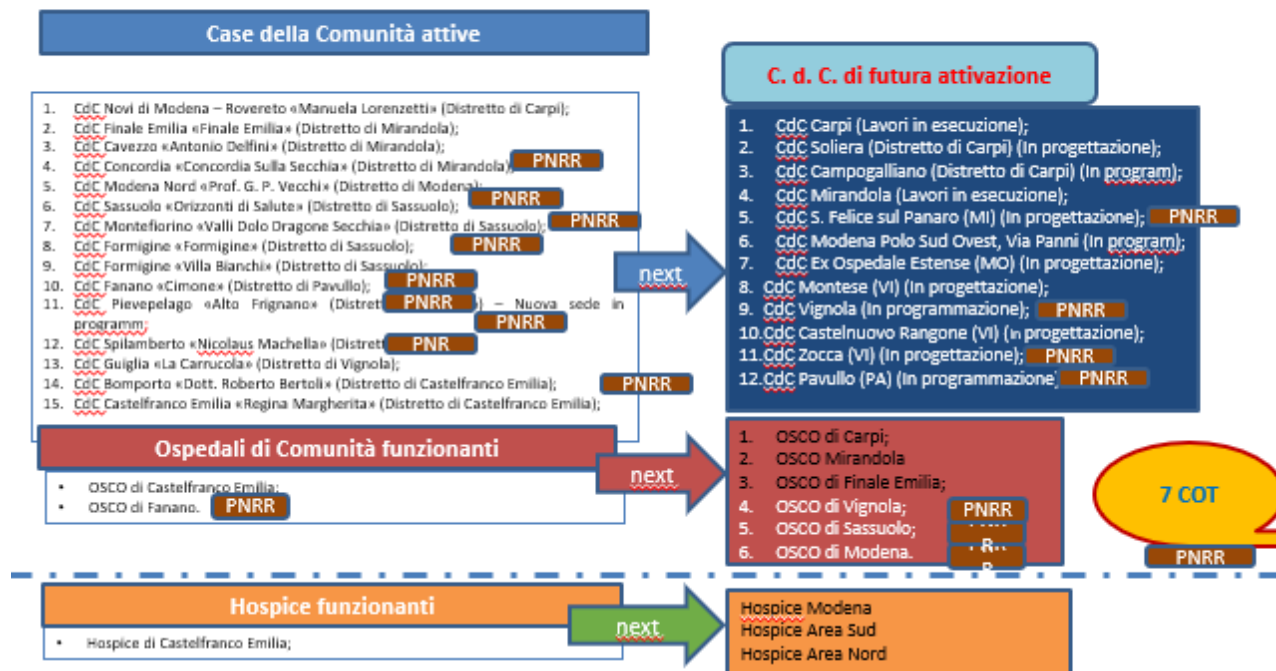 Case della Comunità attive
1. CdC Novi di Modena – Rovereto «Manuela Lorenzetti» (Distretto di Carpi);
2. CdC Finale Emilia «Finale Emilia» (Distretto di Mirandola);
3. CdC Cavezzo «Antonio Delfini» (Distretto di Mirandola);
4. CdC Concordia «Concordia Sulla Secchia» (Distretto di Mirandola) PNRR
5. CdC Modena Nord «Prof. G. P. Vecchi» (Distretto di Modena);
6. CdC Sassuolo «Orizzonti di Salute» (Distretto di Sassuolo); PNRR
7. CdC Montefiorino «Valli Dolo Dragone Secchia» (Distretto di Sassuolo); PNRR
8. CdC Formigine «Formigine» (Distretto di Sassuolo); PNRR
9. CdC Formigine «Villa Bianchi» (Distretto di Sassuolo);
10. CdC Fanano «Cimone» (Distretto di Pavullo); PNRR
11. CdC Pievepelago «Alto Frignano» (Distret PNRR ) – Nuova sede in
programm; PNRR
12. CdC Spilamberto «Nicolaus Machella» (Distret PNR
13. CdC Guiglia «La Carrucola» (Distretto di Vignola);
14. CdC Bomporto «Dott. Roberto Bertoli» (Distretto di Castelfranco Emilia); PNRR
15. CdC Castelfranco Emilia «Regina Margherita» (Distretto di Castelfranco Emilia);
next
C. d. C. di futura attivazione
1. CdC Carpi (Lavori in esecuzione);
2. CdC Soliera (Distretto di Carpi) (In progettazione);
3. CdC Campogalliano (Distretto di Carpi) (In program);
4. CdC Mirandola (Lavori in esecuzione);
5. CdC S. Felice sul Panaro (MI) (In progettazione); PNRR
6. CdC Modena Polo Sud Ovest, Via Panni (In program);
7. CdC Ex Ospedale Estense (MO) (In progettazione);
8. CdC Montese (VI) (In progettazione);
9. CdC Vignola (In programmazione); PNRR
10. CdC Castelnuovo Rangone (VI) (In progettazione);
11. CdC Zocca (VI) (In progettazione); PNRR
12. CdC Pavullo (PA) (In programmazione) PNRR
Ospedali di Comunità funzionanti
• OSCO di Castelfranco Emilia;
• OSCO di Fanano. PNRR
next
1. OSCO di Carpi;
2. OSCO Mirandola
3. OSCO di Finale Emilia;
4. OSCO di Vignola; PNRR
5. OSCO di Sassuolo;
6. OSCO di Modena.
7 COT
PNRR
Hospice funzionanti
• Hospice di Castelfranco Emilia;
next
Hospice Modena
Hospice Area Sud
Hospice Area Nord